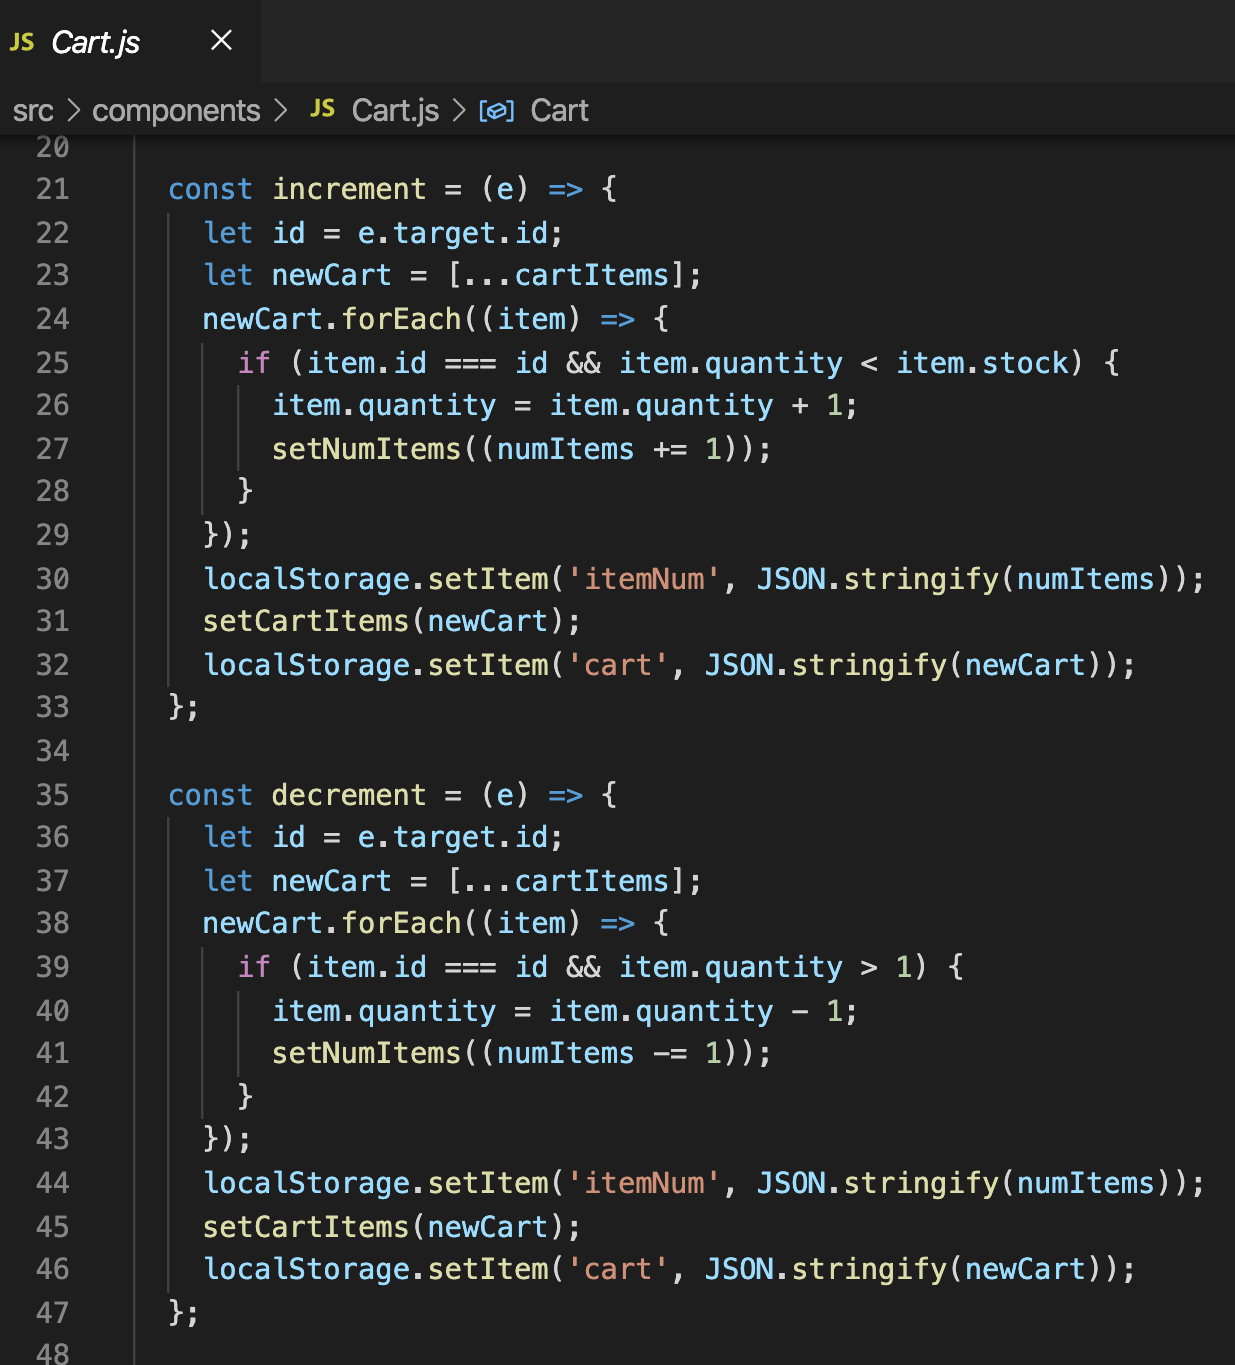 JS Cart.js ×
src > components > JS Cart.js > Cart
20
21 const increment = (e) => {
22 let id = e.target.id;
23 let newCart = [...cartItems];
24 newCart.forEach((item) => {
25 if (item.id === id && item.quantity < item.stock) {
26 item.quantity = item.quantity + 1;
27 setNumItems((numItems += 1));
28 }
29 });
30 localStorage.setItem('itemNum', JSON.stringify(numItems));
31 setCartItems(newCart);
32 localStorage.setItem('cart', JSON.stringify(newCart));
33 };
34
35 const decrement = (e) => {
36 let id = e.target.id;
37 let newCart = [...cartItems];
38 newCart.forEach((item) => {
39 if (item.id === id && item.quantity > 1) {
40 item.quantity = item.quantity - 1;
41 setNumItems((numItems -= 1));
42 }
43 });
44 localStorage.setItem('itemNum', JSON.stringify(numItems));
45 setCartItems(newCart);
46 localStorage.setItem('cart', JSON.stringify(newCart));
47 };
48